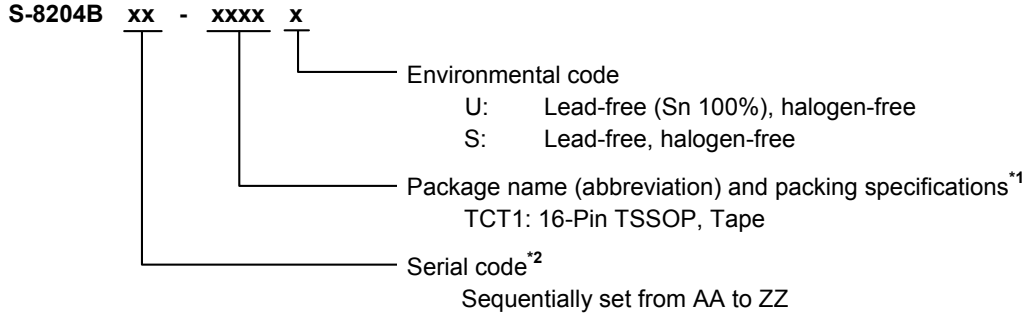 S-8204B xx - xxxx x
Environmental code
U: Lead-free (Sn 100%), halogen-free
S: Lead-free, halogen-free
Package name (abbreviation) and packing specifications*1
TCT1: 16-Pin TSSOP, Tape
Serial code*2
Sequentially set from AA to ZZ